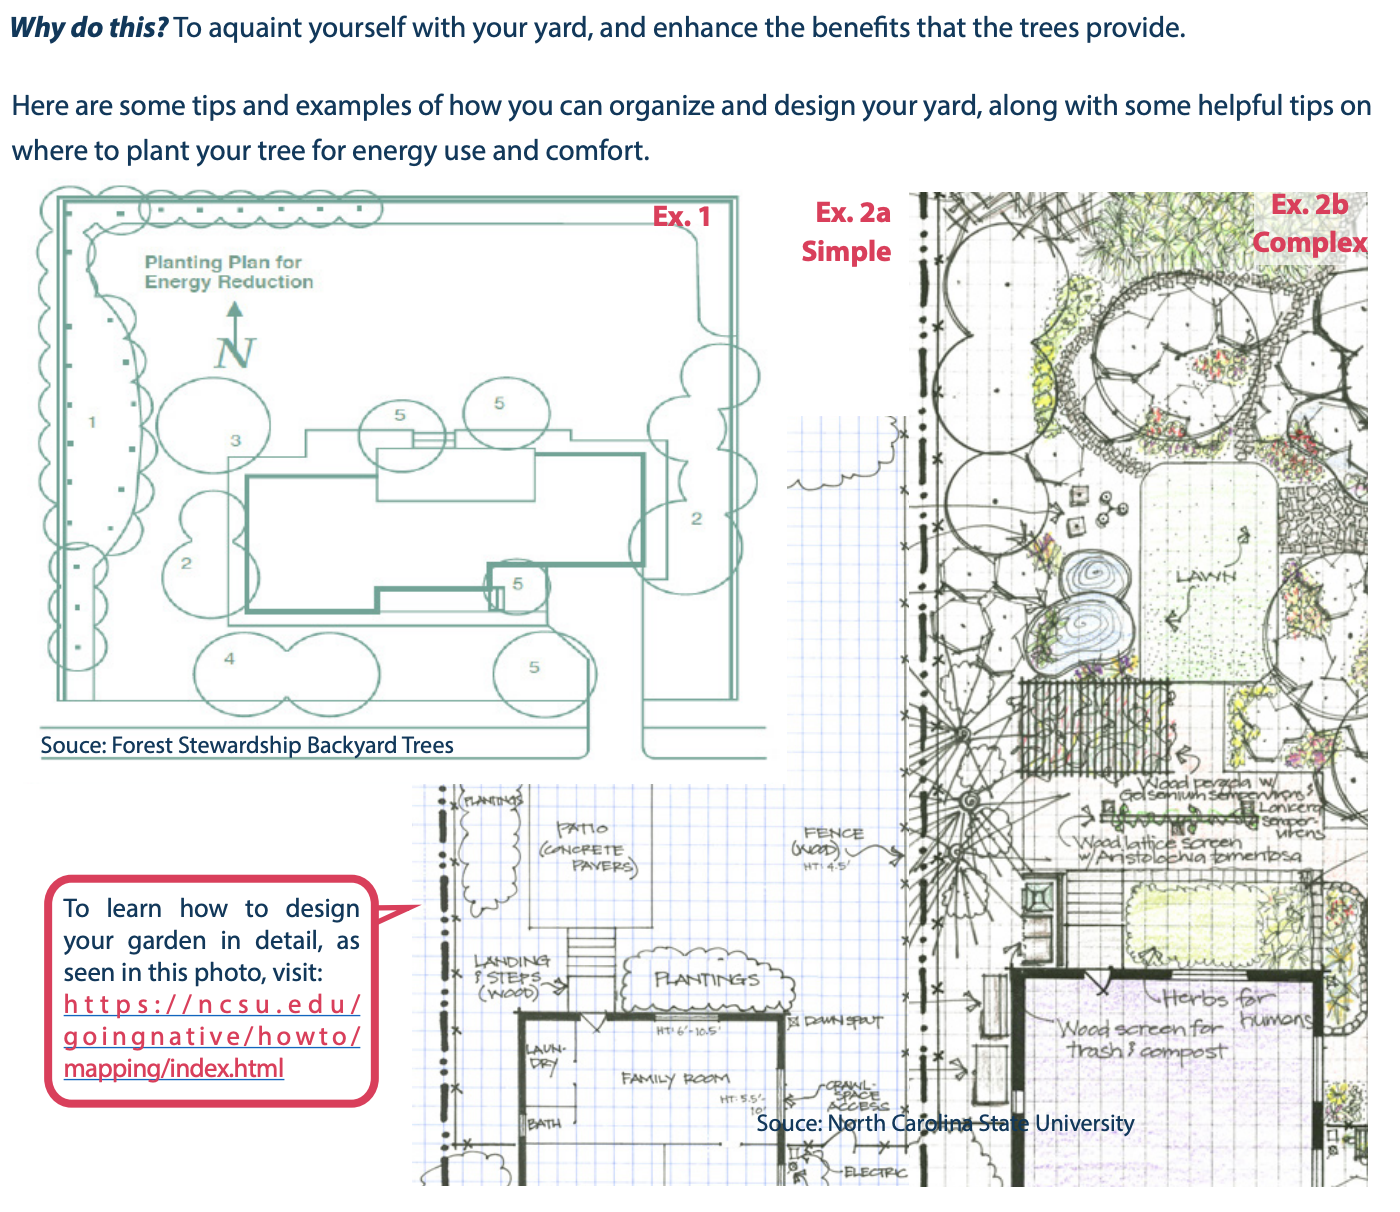 Why do this? To aquaint yourself with your yard, and enhance the benefits that the trees provide.
Here are some tips and examples of how you can organize and design your yard, along with some helpful tips on
where to plant your tree for energy use and comfort.
Ex. 1
Planting Plan for
Energy Reduction
N
1
3
5
5
2
2
5
4
5
Souce: Forest Stewardship Backyard Trees
Ex. 2a
Simple
Ex. 2b
Complex
LAWN
Wood pergola w/
Gelsemium sempervirens &
Lonicera
semper-
virens
Wood lattice screen
w/ Aristolochia tomentosa
Herbs for
humans
Wood screen for
trash & compost
PLANTINGS
PATIO
(CONCRETE
PAVERS)
FENCE
(WOOD)
HT: 4.5'
LANDING
& STEPS
(WOOD)
PLANTINGS
HT: 6'-10.5'
DOWNSPOUT
LAUN-
DRY
FAMILY ROOM
HT: 5.5'-
10'
CRAWL-
SPACE
ACCESS
BATH
ELECTRIC
Souce: North Carolina State University
To learn how to design
your garden in detail, as
seen in this photo, visit:
https://ncsu.edu/
goingnative/howto/
mapping/index.html